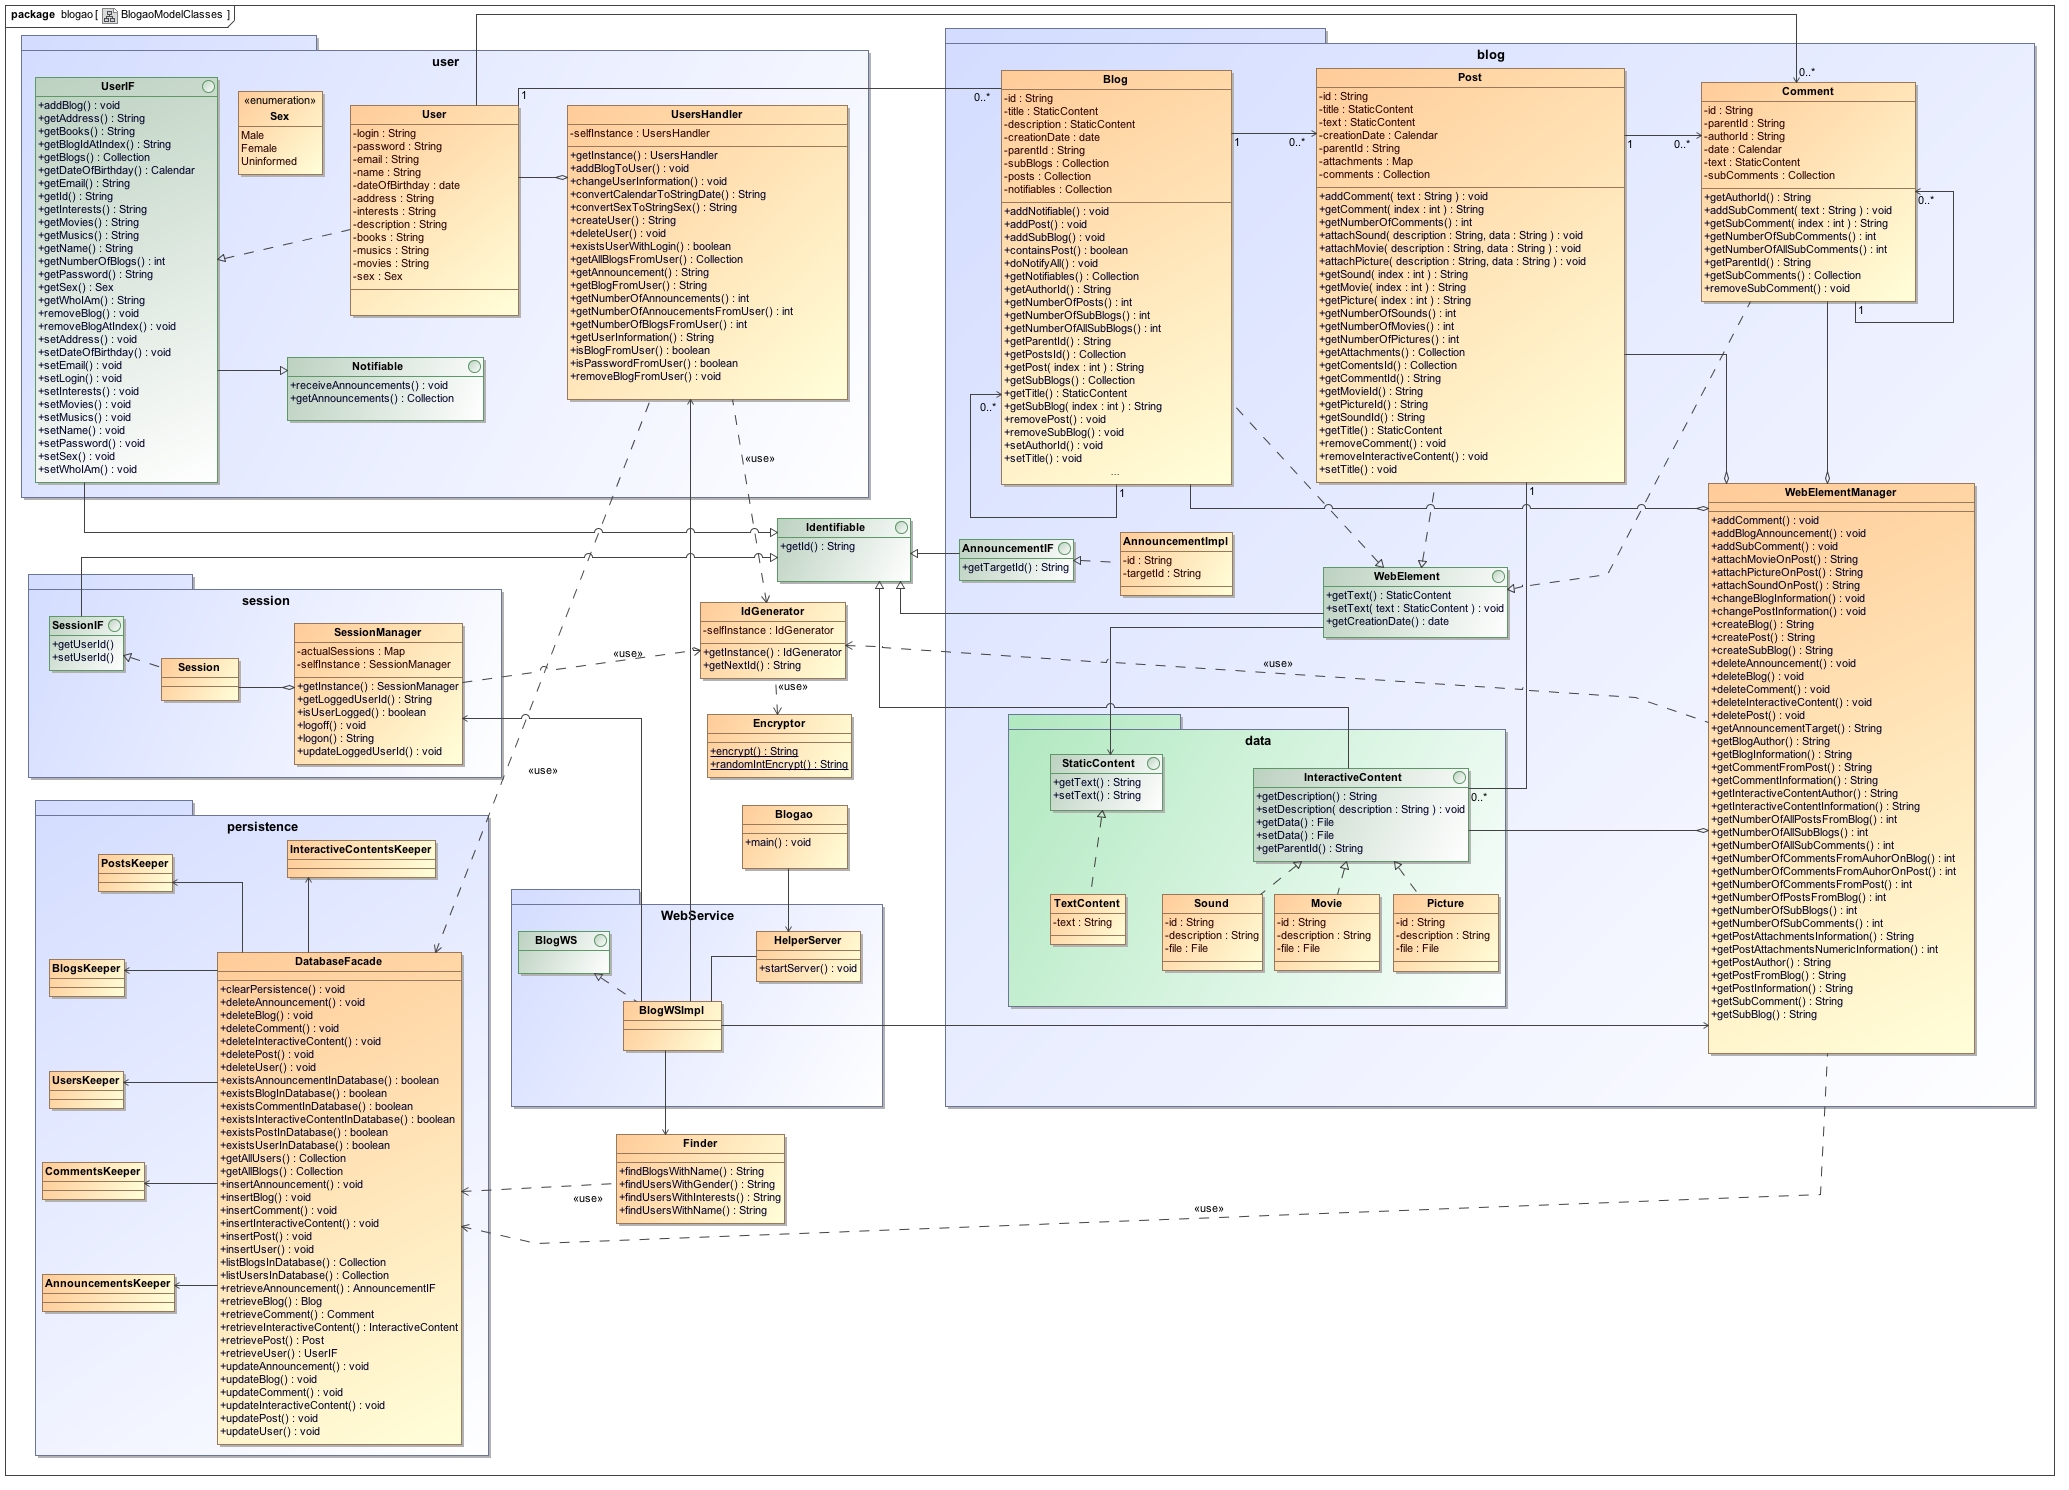 package blogao [ BlogaoModelClasses ]
user
UserIF
+addBlog() : void
+getAddress() : String
+getBooks() : String
+getBlogIdAtIndex() : String
+getBlogs() : Collection
+getDateOfBirthday() : Calendar
+getEmail() : String
+getId() : String
+getInterests() : String
+getMovies() : String
+getMusics() : String
+getName() : String
+getNumberOfBlogs() : int
+getPassword() : String
+getSex() : Sex
+getWhoIAm() : String
+removeBlog() : void
+removeBlogAtIndex() : void
+setAddress() : void
+setDateOfBirthday() : void
+setEmail() : void
+setLogin() : void
+setInterests() : void
+setMovies() : void
+setMusics() : void
+setName() : void
+setPassword() : void
+setSex() : void
+setWhoIAm() : void
«enumeration»
Sex
Male
Female
Uninformed
User
-login : String
-password : String
-email : String
-name : String
-dateOfBirthday : date
-address : String
-interests : String
-description : String
-books : String
-musics : String
-movies : String
-sex : Sex
1
UsersHandler
-selfInstance : UsersHandler
+getInstance() : UsersHandler
+addBlogToUser() : void
+changeUserInformation() : void
+convertCalendarToStringDate() : String
+convertSexToStringSex() : String
+createUser() : String
+deleteUser() : void
+existsUserWithLogin() : boolean
+getAllBlogsFromUser() : Collection
+getAnnouncement() : String
+getBlogFromUser() : String
+getNumberOfAnnouncements() : int
+getNumberOfAnnoucementsFromUser() : int
+getNumberOfBlogsFromUser() : int
+getUserInformation() : String
+isBlogFromUser() : boolean
+isPasswordFromUser() : boolean
+removeBlogFromUser() : void
Notifiable
+receiveAnnouncements() : void
+getAnnouncements() : Collection
«use»
blog
0..*
Blog
-id : String
-title : StaticContent
-description : StaticContent
-creationDate : date
-parentId : String
-subBlogs : Collection
-posts : Collection
-notifiables : Collection
+addNotifiable() : void
+addPost() : void
+addSubBlog() : void
+containsPost() : boolean
+doNotifyAll() : void
+getNotifiables() : Collection
+getAuthorId() : String
+getNumberOfPosts() : int
+getNumberOfSubBlogs() : int
+getNumberOfAllSubBlogs() : int
+getParentId() : String
+getPostsId() : Collection
+getPost( index : int ) : String
+getSubBlogs() : Collection
+getTitle() : StaticContent
+getSubBlog( index : int ) : String
+removePost() : void
+removeSubBlog() : void
+setAuthorId() : void
+setTitle() : void
...
0..*
1
1
0..*
Post
-id : String
-title : StaticContent
-text : StaticContent
-creationDate : Calendar
-parentId : String
-attachments : Map
-comments : Collection
+addComment( text : String ) : void
+getComment( index : int ) : String
+getNumberOfComments() : int
+attachSound( description : String, data : String ) : void
+attachMovie( description : String, data : String ) : void
+attachPicture( description : String, data : String ) : void
+getSound( index : int ) : String
+getMovie( index : int ) : String
+getPicture( index : int ) : String
+getNumberOfSounds() : int
+getNumberOfMovies() : int
+getNumberOfPictures() : int
+getAttachments() : Collection
+getComentsId() : Collection
+getCommentId() : String
+getMovieId() : String
+getPictureId() : String
+getSoundId() : String
+getTitle() : StaticContent
+removeComment() : void
+removeInteractiveContent() : void
+setTitle() : void
1
1
0..*
0..*
Comment
-id : String
-parentId : String
-authorId : String
-date : Calendar
-text : StaticContent
-subComments : Collection
+getAuthorId() : String
+addSubComment( text : String ) : void
+getSubComment( index : int ) : String
+getNumberOfSubComments() : int
+getNumberOfAllSubComments() : int
+getParentId() : String
+getSubComments() : Collection
+removeSubComment() : void
0..*
1
WebElementManager
+addComment() : void
+addBlogAnnouncement() : void
+addSubComment() : void
+attachMovieOnPost() : String
+attachPictureOnPost() : String
+attachSoundOnPost() : String
+changeBlogInformation() : void
+changePostInformation() : void
+createBlog() : String
+createPost() : String
+createSubBlog() : String
+deleteAnnouncement() : void
+deleteBlog() : void
+deleteComment() : void
+deleteInteractiveContent() : void
+deletePost() : void
+getAnnouncementTarget() : String
+getBlogAuthor() : String
+getBlogInformation() : String
+getCommentFromPost() : String
+getCommentInformation() : String
+getInteractiveContentAuthor() : String
+getInteractiveContentInformation() : String
+getNumberOfAllPostsFromBlog() : int
+getNumberOfAllSubBlogs() : int
+getNumberOfAllSubComments() : int
+getNumberOfCommentsFromAuhorOnBlog() : int
+getNumberOfCommentsFromAuhorOnPost() : int
+getNumberOfCommentsFromPost() : int
+getNumberOfPostsFromBlog() : int
+getNumberOfSubBlogs() : int
+getNumberOfSubComments() : int
+getPostAttachmentsInformation() : String
+getPostAttachmentsNumericInformation() : int
+getPostAuthor() : String
+getPostFromBlog() : String
+getPostInformation() : String
+getSubComment() : String
+getSubBlog() : String
Identifiable
+getId() : String
AnnouncementIF
+getTargetId() : String
AnnouncementImpl
-id : String
-targetId : String
WebElement
+getText() : StaticContent
+setText( text : StaticContent ) : void
+getCreationDate() : date
«use»
session
SessionIF
+getUserId()
+setUserId()
Session
SessionManager
-actualSessions : Map
-selfInstance : SessionManager
+getInstance() : SessionManager
+getLoggedUserId() : String
+isUserLogged() : boolean
+logoff() : void
+logon() : String
+updateLoggedUserId() : void
«use»
IdGenerator
-selfInstance : IdGenerator
+getInstance() : IdGenerator
+getNextId() : String
«use»
Encryptor
+encrypt() : String
+randomIntEncrypt() : String
«use»
Blogao
+main() : void
data
StaticContent
+getText() : String
+setText() : String
InteractiveContent
+getDescription() : String
+setDescription( description : String ) : void
+getData() : File
+setData() : File
+getParentId() : String
0..*
TextContent
-text : String
Sound
-id : String
-description : String
-file : File
Movie
-id : String
-description : String
-file : File
Picture
-id : String
-description : String
-file : File
persistence
PostsKeeper
InteractiveContentsKeeper
BlogsKeeper
UsersKeeper
CommentsKeeper
AnnouncementsKeeper
DatabaseFacade
+clearPersistence() : void
+deleteAnnouncement() : void
+deleteBlog() : void
+deleteComment() : void
+deleteInteractiveContent() : void
+deletePost() : void
+deleteUser() : void
+existsAnnouncementInDatabase() : boolean
+existsBlogInDatabase() : boolean
+existsCommentInDatabase() : boolean
+existsInteractiveContentInDatabase() : boolean
+existsPostInDatabase() : boolean
+existsUserInDatabase() : boolean
+getAllUsers() : Collection
+getAllBlogs() : Collection
+insertAnnouncement() : void
+insertBlog() : void
+insertComment() : void
+insertInteractiveContent() : void
+insertPost() : void
+insertUser() : void
+listBlogsInDatabase() : Collection
+listUsersInDatabase() : Collection
+retrieveAnnouncement() : AnnouncementIF
+retrieveBlog() : Blog
+retrieveComment() : Comment
+retrieveInteractiveContent() : InteractiveContent
+retrievePost() : Post
+retrieveUser() : UserIF
+updateAnnouncement() : void
+updateBlog() : void
+updateComment() : void
+updateInteractiveContent() : void
+updatePost() : void
+updateUser() : void
WebService
BlogWS
HelperServer
+startServer() : void
BlogWSImpl
Finder
+findBlogsWithName() : String
+findUsersWithGender() : String
+findUsersWithInterests() : String
+findUsersWithName() : String
«use»
«use»